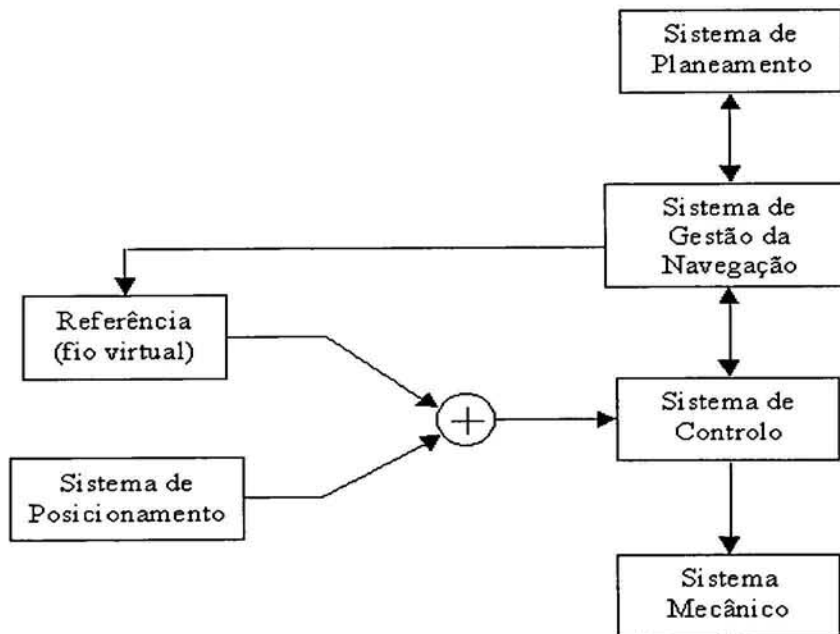 Sistema de
Planeamento
Sistema de
Gestão da
Navegação
Referência
(fio virtual)
+
Sistema de
Controlo
Sistema de
Posicionamento
Sistema
Mecânico